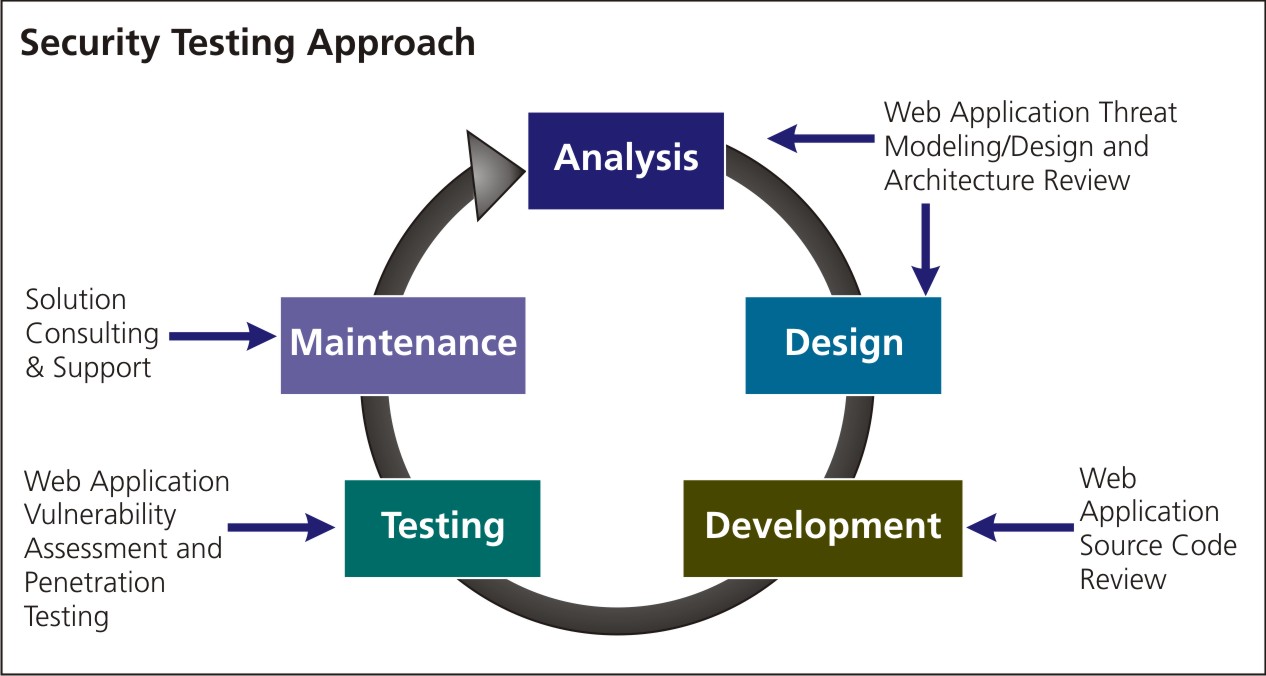 Security Testing Approach
Analysis
Web Application Threat
Modeling/Design and
Architecture Review
Solution
Consulting
& Support
Maintenance
Design
Web Application
Vulnerability
Assessment and
Penetration
Testing
Testing
Development
Web
Application
Source Code
Review